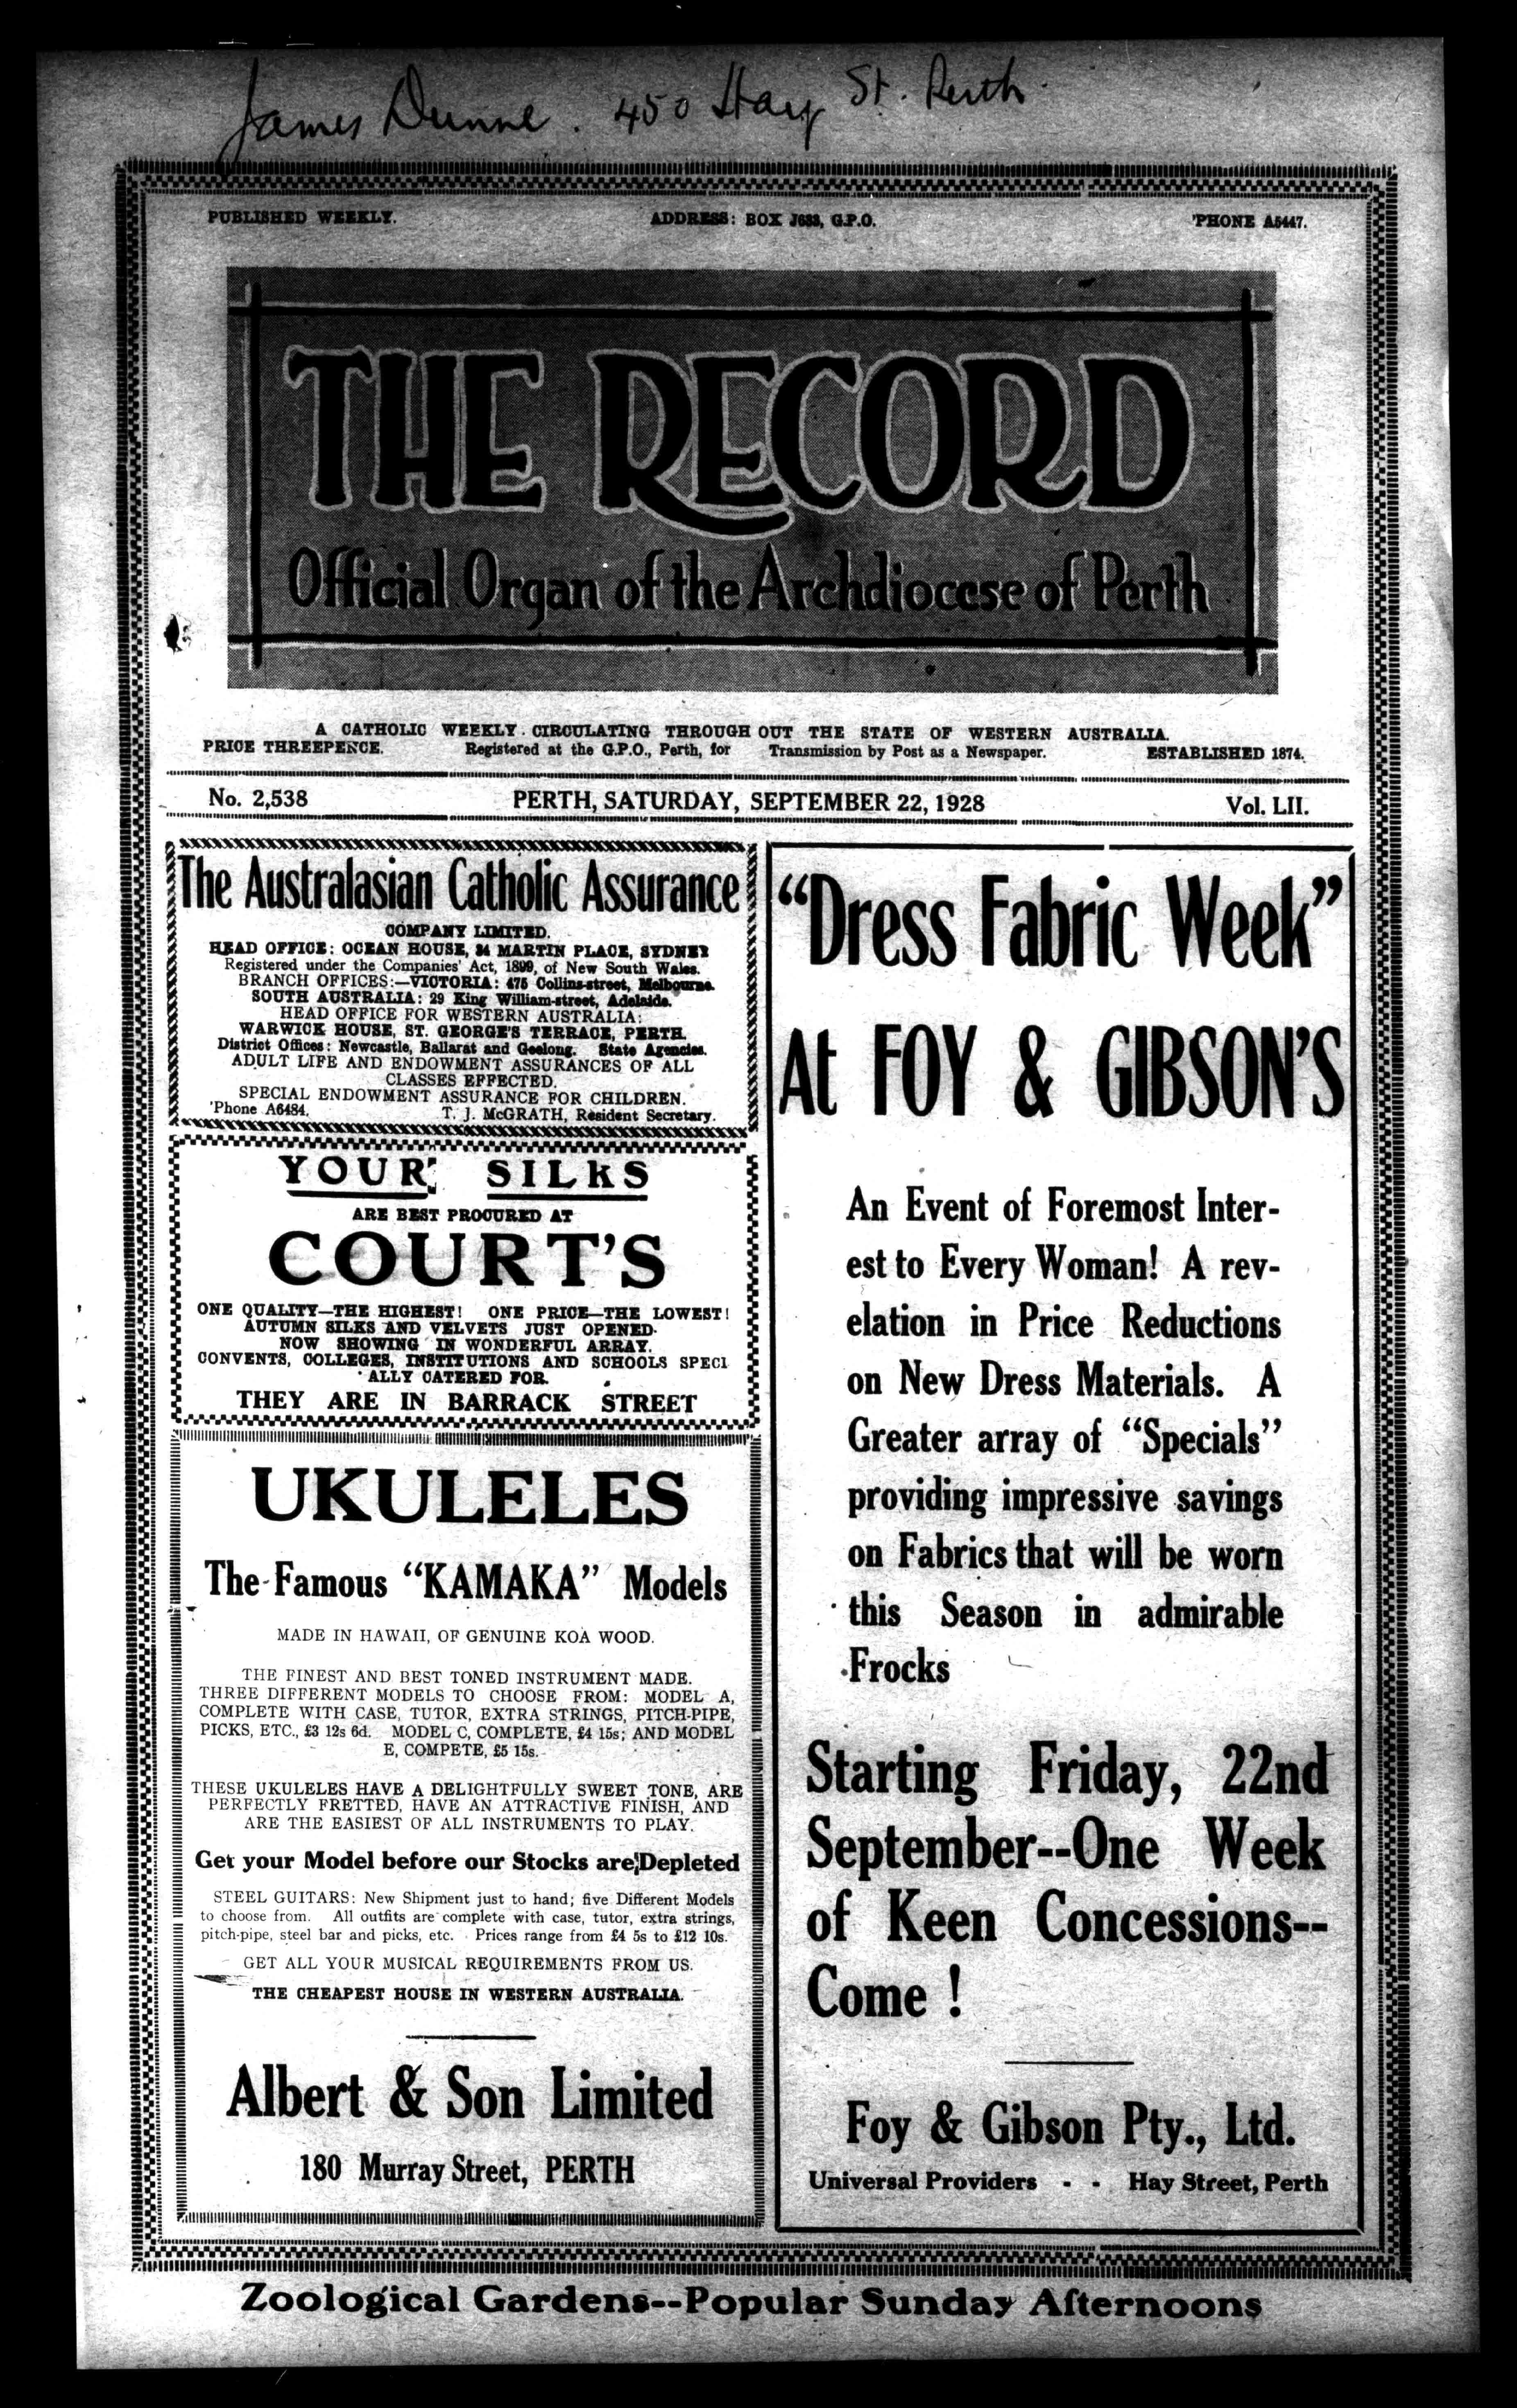 James Dunne. 450 Hay St. Perth.
PUBLISHED WEEKLY. ADDRESS: BOX J688, G.P.O. 'PHONE A5447.
THE RECORD
Official Organ of the Archdiocese of Perth
A CATHOLIC WEEKLY CIRCULATING THROUGH OUT THE STATE OF WESTERN AUSTRALIA.
PRICE THREEPENCE. Registered at the G.P.O., Perth, for Transmission by Post as a Newspaper. ESTABLISHED 1874.
No. 2,538 PERTH, SATURDAY, SEPTEMBER 22, 1928 Vol. LII.
The Australasian Catholic Assurance
COMPANY LIMITED.
HEAD OFFICE: OCEAN HOUSE, 34 MARTIN PLACE, SYDNEY
Registered under the Companies' Act, 1899, of New South Wales.
BRANCH OFFICES:—VICTORIA: 475 Collins-street, Melbourne.
SOUTH AUSTRALIA: 29 King William-street, Adelaide.
HEAD OFFICE FOR WESTERN AUSTRALIA:
WARWICK HOUSE, ST. GEORGE'S TERRACE, PERTH.
District Offices: Newcastle, Ballarat and Geelong. State Agencies.
ADULT LIFE AND ENDOWMENT ASSURANCES OF ALL
CLASSES EFFECTED.
SPECIAL ENDOWMENT ASSURANCE FOR CHILDREN.
'Phone A6484. T. J. McGRATH, Resident Secretary.
YOUR SILKS
ARE BEST PROCURED AT
COURT'S
ONE QUALITY—THE HIGHEST! ONE PRICE—THE LOWEST!
AUTUMN SILKS AND VELVETS JUST OPENED.
NOW SHOWING IN WONDERFUL ARRAY.
CONVENTS, COLLEGES, INSTITUTIONS AND SCHOOLS SPECI
ALLY CATERED FOR.
THEY ARE IN BARRACK STREET
UKULELES
The Famous “KAMAKA” Models
MADE IN HAWAII, OF GENUINE KOA WOOD.
THE FINEST AND BEST TONED INSTRUMENT MADE.
THREE DIFFERENT MODELS TO CHOOSE FROM: MODEL A,
COMPLETE WITH CASE, TUTOR, EXTRA STRINGS, PITCH-PIPE,
PICKS, ETC., £3 12s 6d. MODEL C, COMPLETE, £4 15s; AND MODEL
E, COMPETE, £5 15s.
THESE UKULELES HAVE A DELIGHTFULLY SWEET TONE, ARE
PERFECTLY FRETTED, HAVE AN ATTRACTIVE FINISH, AND
ARE THE EASIEST OF ALL INSTRUMENTS TO PLAY.
Get your Model before our Stocks are Depleted
STEEL GUITARS: New Shipment just to hand; five Different Models
to choose from. All outfits are complete with case, tutor, extra strings,
pitch-pipe, steel bar and picks, etc. Prices range from £4 5s to £12 10s.
GET ALL YOUR MUSICAL REQUIREMENTS FROM US.
THE CHEAPEST HOUSE IN WESTERN AUSTRALIA.
Albert & Son Limited
180 Murray Street, PERTH
“Dress Fabric Week”
At FOY & GIBSON'S
An Event of Foremost Inter-
est to Every Woman! A rev-
elation in Price Reductions
on New Dress Materials. A
Greater array of “Specials”
providing impressive savings
on Fabrics that will be worn
this Season in admirable
Frocks
Starting Friday, 22nd
September--One Week
of Keen Concessions--
Come !
Foy & Gibson Pty., Ltd.
Universal Providers - - Hay Street, Perth
Zoological Gardens--Popular Sunday Afternoons